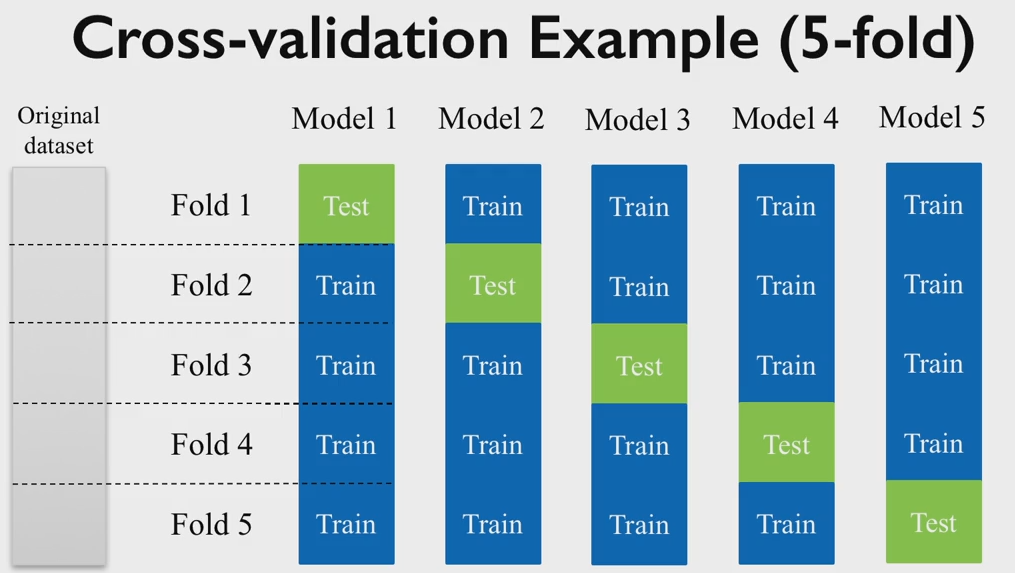 Cross-validation Example (5-fold)
Original
dataset
Model 1 Model 2 Model 3 Model 4 Model 5
Fold 1 Test Train Train Train Train
Fold 2 Train Test Train Train Train
Fold 3 Train Train Test Train Train
Fold 4 Train Train Train Test Train
Fold 5 Train Train Train Train Test